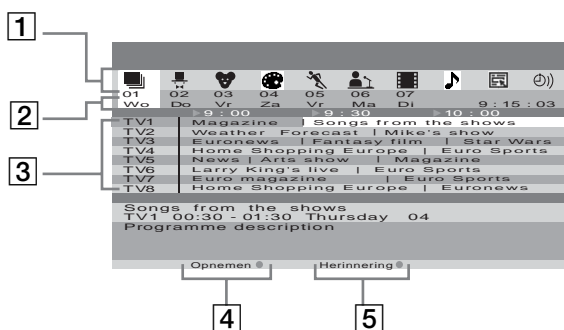 1
01 02 03 04 05 06 07
2
Wo Do Vr Za Vr Ma Di 9:15:03
9:00 9:30 10:00
3
TV1 Magazine | Songs from the shows
TV2 Weather Forecast | Mike's show
TV3 Euronews | Fantasy film | Star Wars
TV4 Home Shopping Europe | Euro Sports
TV5 News | Arts show | Magazine
TV6 Larry King's live | Euro Sports
TV7 Euro magazine | Euro Sports
TV8 Home Shopping Europe | Euronews
Songs from the shows
TV1 00:30 - 01:30 Thursday 04
Programme description
Opnemen Herinnering
4 5